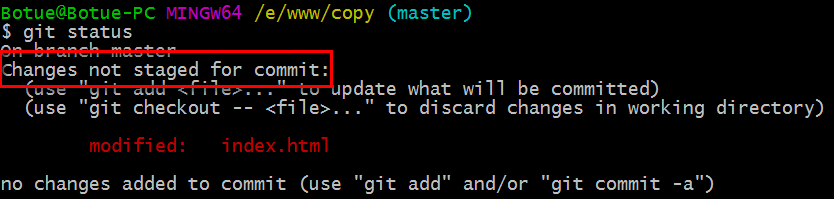 Botue@Botue-PC MINGW64 /e/www/copy (master)
$ git status
On branch master
Changes not staged for commit:
  (use "git add <file>..." to update what will be committed)
  (use "git checkout -- <file>..." to discard changes in working directory)
        modified:   index.html
no changes added to commit (use "git add" and/or "git commit -a")